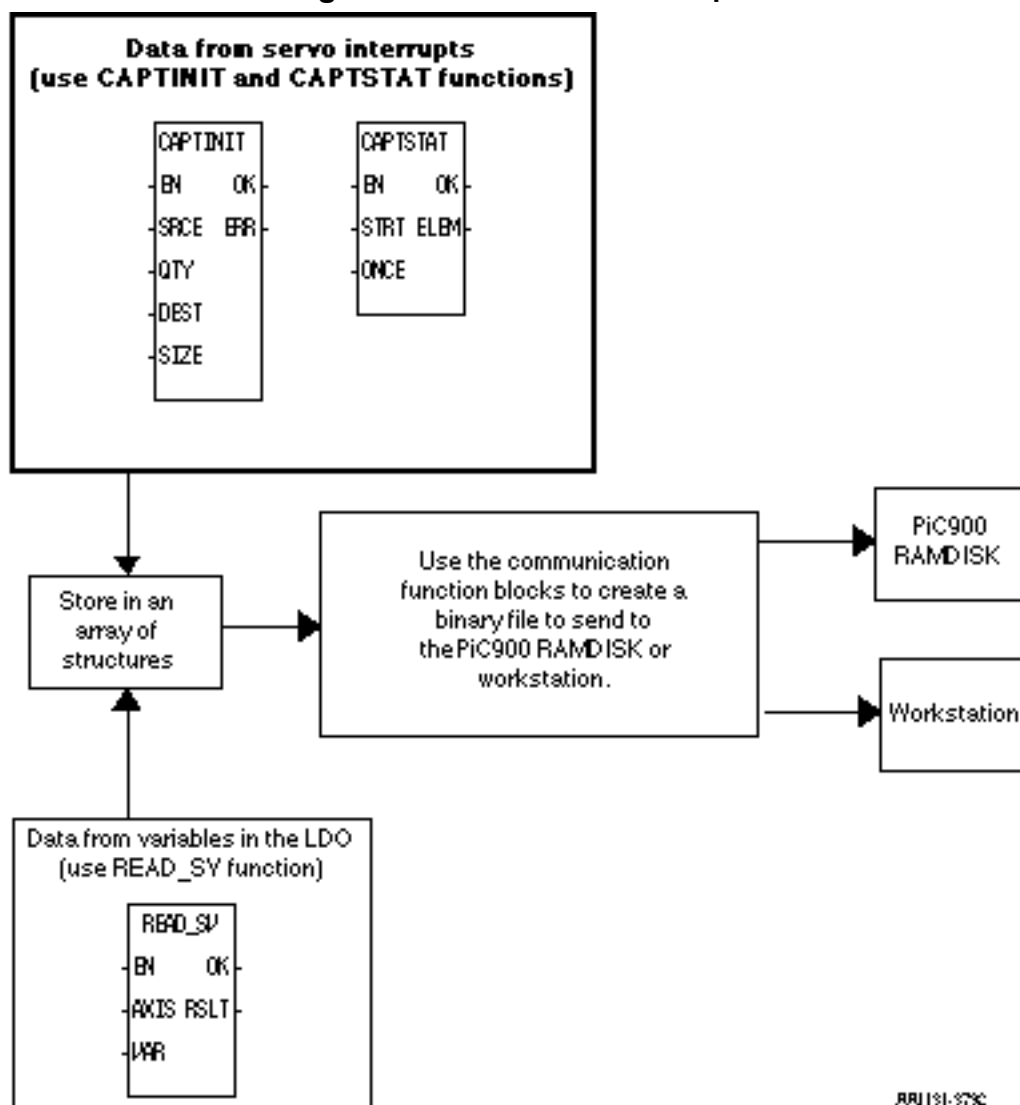 Data from servo interrupts
(use CAPTINIT and CAPTSTAT functions)
CAPTINIT
EN OK
SRCE ERR
QTY
DEST
SIZE
CAPTSTAT
EN OK
STRT ELEM
ONCE
PiC900
RAMDISK
Use the communication
function blocks to create a
binary file to send to
the PiC900 RAMDISK or
workstation.
Store in an
array of
structures
Workstation
Data from variables in the LDO
(use READ_SV function)
READ_SV
EN OK
AXIS RSLT
VAR